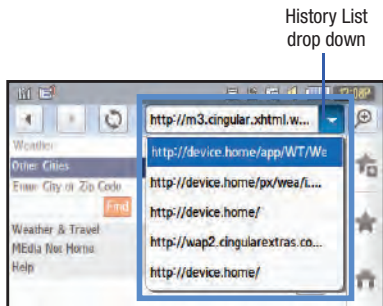 History List
drop down
http://m3.cingular.xhtml.w...
Weather
http://device.home/app/WT/We
Other Cities
http://device.home/px/wea/i....
Enter City or Zip Code
Find
http://device.home/
Weather & Travel
http://wap2.cingularextras.co...
MEdia Net Home
Help
http://device.home/